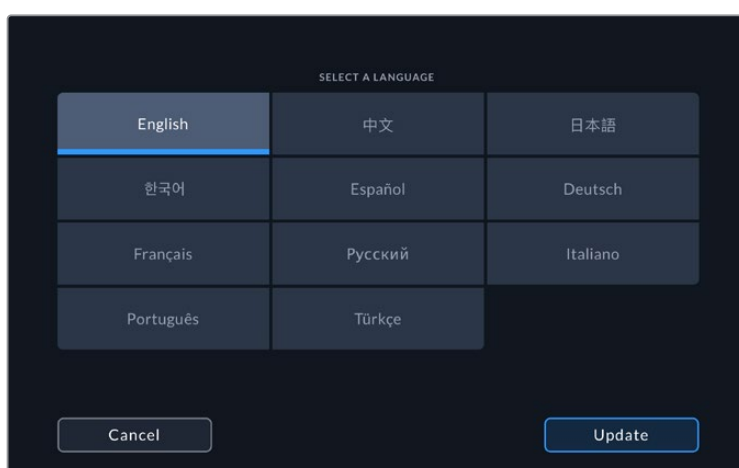 SELECT A LANGUAGE
English 中文 日本語
한국어 Español Deutsch
Français Русский Italiano
Português Türkçe
Cancel Update